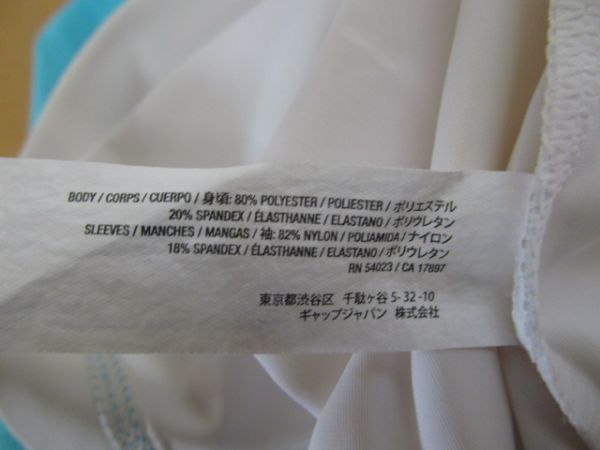 BODY / CORPS / CUERPO / 身頃: 80% POLYESTER / POLIESTER / ポリエステル
20% SPANDEX / ÉLASTHANNE / ELASTANO / ポリウレタン
SLEEVES / MANCHES / MANGAS / 袖: 82% NYLON / POLIAMIDA / ナイロン
18% SPANDEX / ÉLASTHANNE / ELASTANO / ポリウレタン
RN 54023 / CA 17897
東京都渋谷区 千駄ヶ谷 5-32-10
ギャップジャパン 株式会社